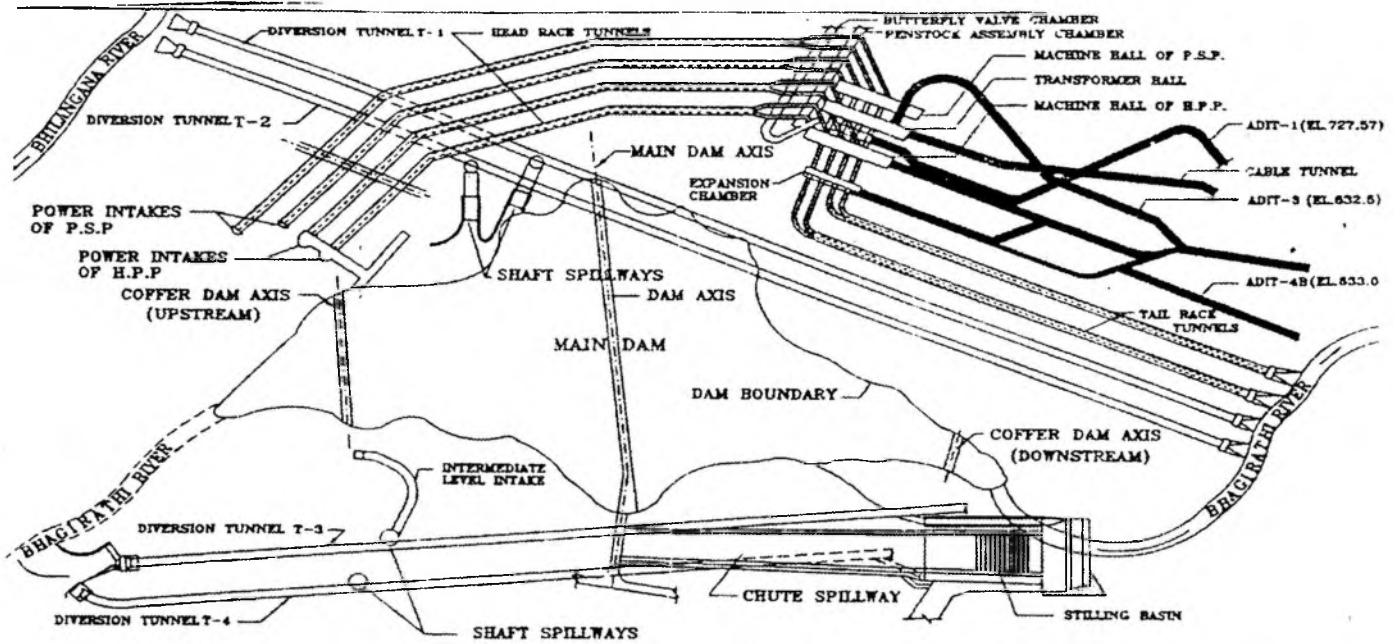 BUTTERFLY VALVE CHAMBER
PENSTOCK ASSEMBLY CHAMBER
DIVERSION TUNNELT-1
HEAD RACE TUNNELS
MACHINE HALL OF P.S.P.
TRANSFORMER HALL
MACHINE HALL OF H.P.P.
BHILANGANA RIVER
DIVERSION TUNNELT-2
ADIT-1(EL.727.57)
MAIN DAM AXIS
CABLE TUNNEL
EXPANSION
CHAMBER
ADIT-3 (EL.632.5)
POWER INTAKES
OF P.S.P
POWER INTAKES
OF H.P.P
SHAFT SPILLWAYS
ADIT-4B(EL.633.0
COFFER DAM AXIS
(UPSTREAM)
DAM AXIS
TAIL RACK
TUNNELS
MAIN DAM
DAM BOUNDARY
COFFER DAM AXIS
(DOWNSTREAM)
BHAGIRATHI RIVER
INTERMEDIATE
LEVEL INTAKE
BHAGIRATHI RIVER
DIVERSION TUNNEL T-3
CHUTE SPILLWAY
STILLING BASIN
DIVERSION TUNNELT-4
SHAFT SPILLWAYS